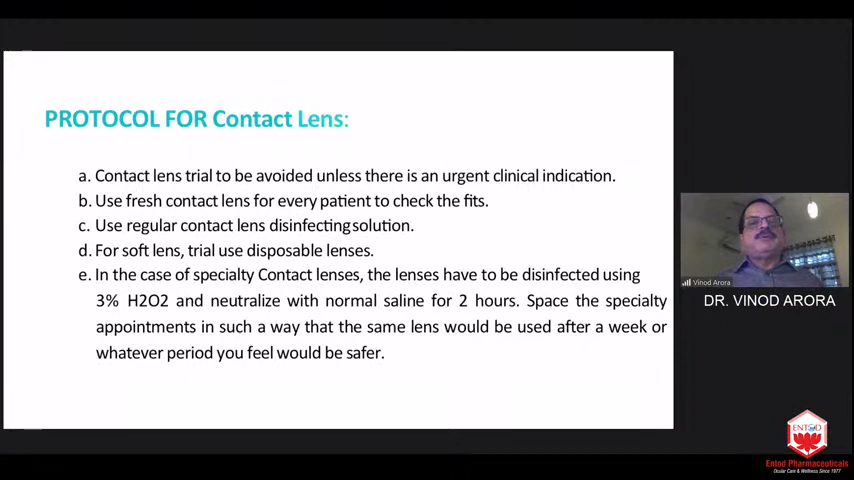 PROTOCOL FOR Contact Lens:
a. Contact lens trial to be avoided unless there is an urgent clinical indication.
b. Use fresh contact lens for every patient to check the fits.
c. Use regular contact lens disinfectingsolution.
d. For soft lens, trial use disposable lenses.
e. In the case of specialty Contact lenses, the lenses have to be disinfected using
3% H2O2 and neutralize with normal saline for 2 hours. Space the specialty
appointments in such a way that the same lens would be used after a week or
whatever period you feel would be safer.
Vinod Arora
DR. VINOD ARORA
ENTOD
Entod Pharmaceuticals
Ocular Care & Wellness Since 1977